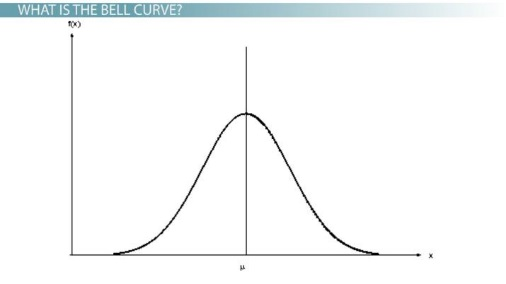 WHAT IS THE BELL CURVE?
f(x)
x
μ